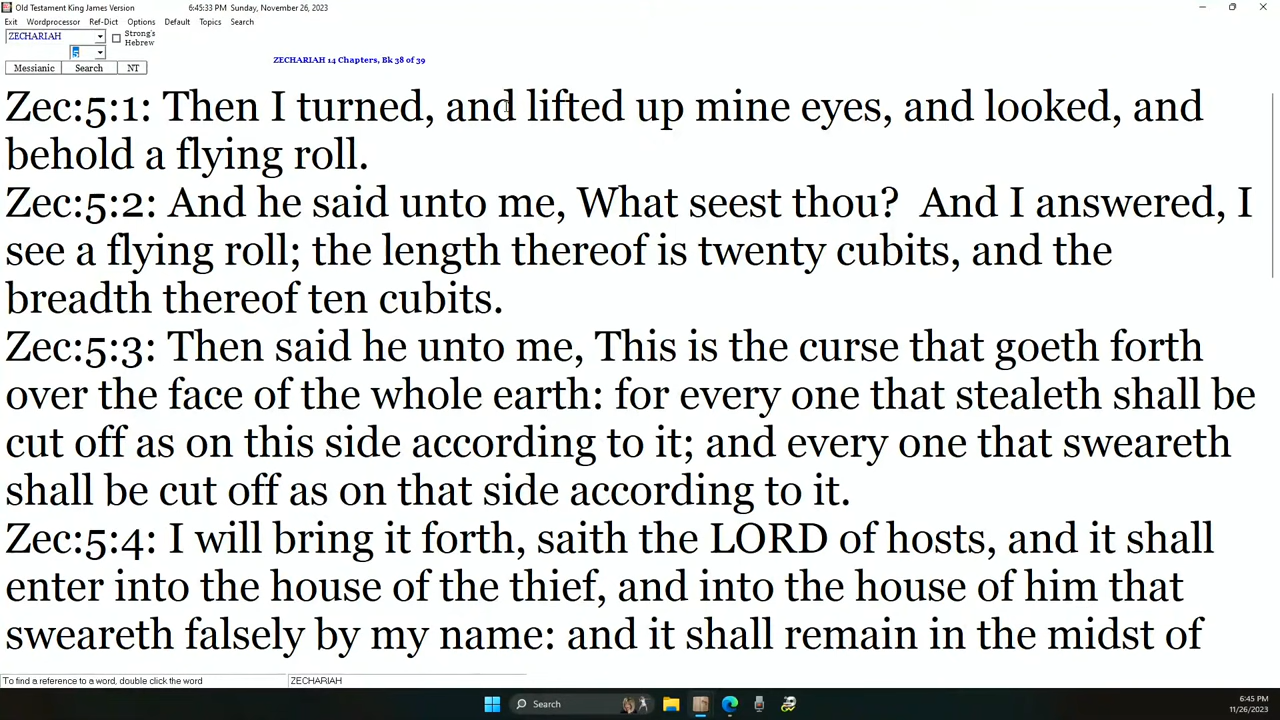 Old Testament King James Version 6:45:33 PM Sunday, November 26, 2023
Exit Wordprocessor Ref-Dict Options Default Topics Search
ZECHARIAH
Strong's
Hebrew
5
ZECHARIAH 14 Chapters, Bk 38 of 39
Messianic Search NT
Zec:5:1: Then I turned, and lifted up mine eyes, and looked, and
behold a flying roll.
Zec:5:2: And he said unto me, What seest thou?  And I answered, I
see a flying roll; the length thereof is twenty cubits, and the
breadth thereof ten cubits.
Zec:5:3: Then said he unto me, This is the curse that goeth forth
over the face of the whole earth: for every one that stealeth shall be
cut off as on this side according to it; and every one that sweareth
shall be cut off as on that side according to it.
Zec:5:4: I will bring it forth, saith the LORD of hosts, and it shall
enter into the house of the thief, and into the house of him that
sweareth falsely by my name: and it shall remain in the midst of
To find a reference to a word, double click the word ZECHARIAH
Search
6:45 PM
11/26/2023